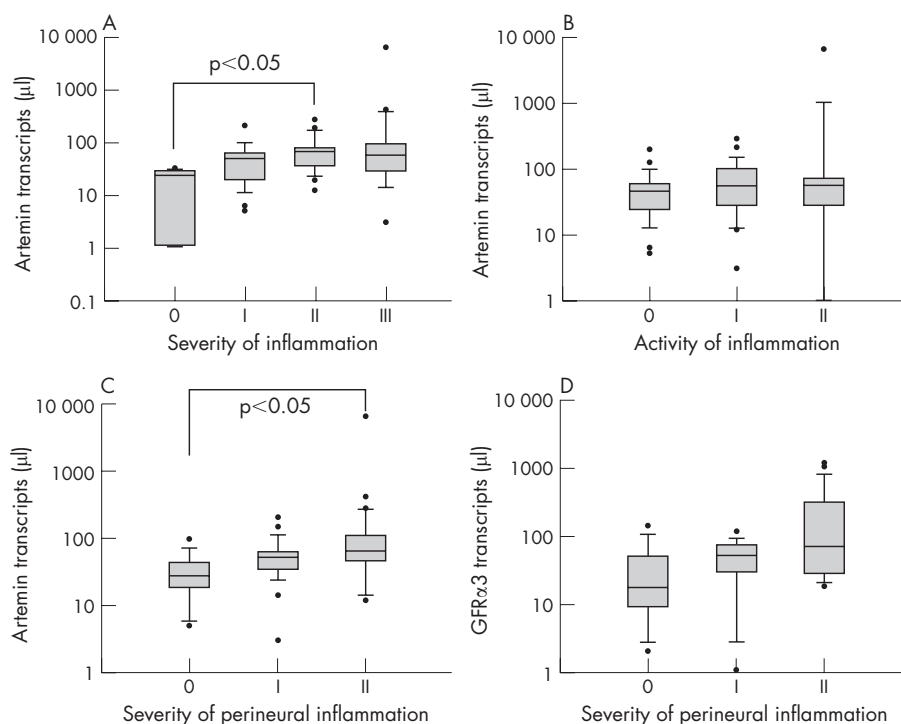 A
10 000
1000
100
10
1
0.1
Artemin transcripts (μl)
p<0.05
0 I II III
Severity of inflammation
B
10 000
1000
100
10
1
Artemin transcripts (μl)
0 I II
Activity of inflammation
C
10 000
1000
100
10
1
Artemin transcripts (μl)
p<0.05
0 I II
Severity of perineural inflammation
D
10 000
1000
100
10
1
GFRα3 transcripts (μl)
0 I II
Severity of perineural inflammation